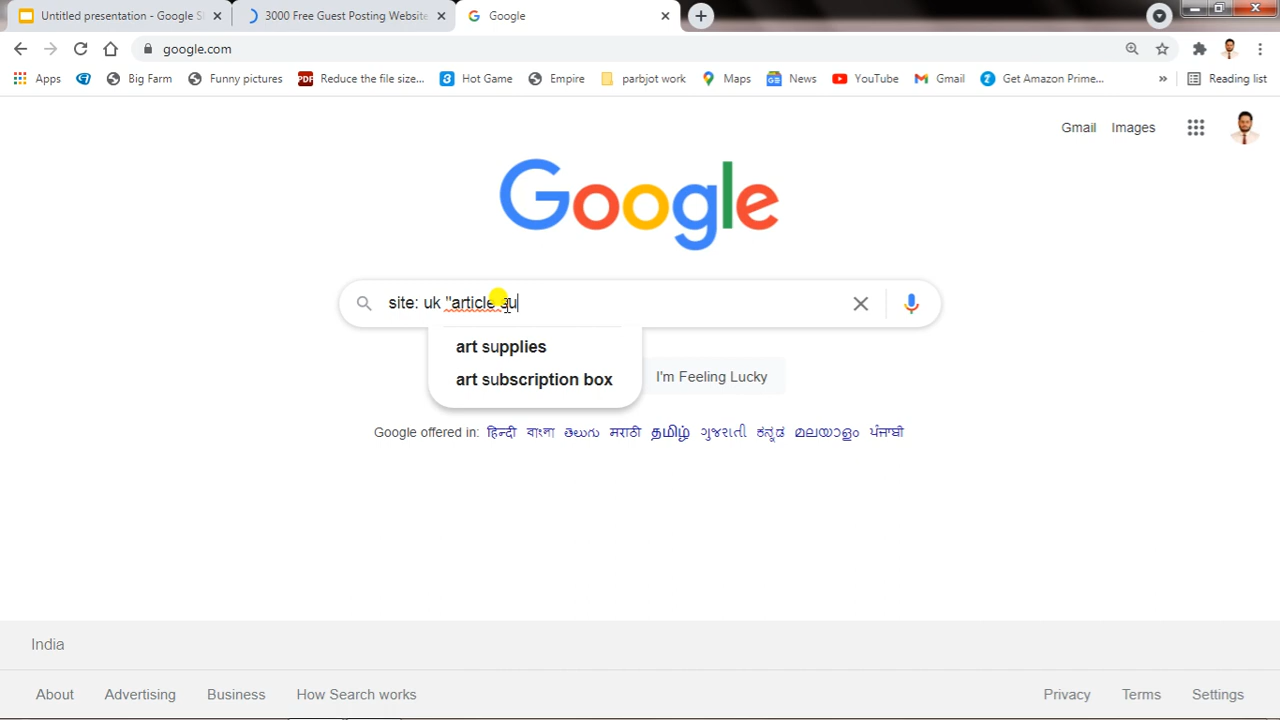 Untitled presentation - Google S
3000 Free Guest Posting Website
Google
google.com
Apps
Big Farm
Funny pictures
PDF
Reduce the file size...
Hot Game
Empire
parbjot work
Maps
News
YouTube
Gmail
Get Amazon Prime...
»
Reading list
Gmail
Images
Google
site: uk "article su
art supplies
art subscription box
I'm Feeling Lucky
Google offered in: हिन्दी বাংলা తెలుగు मराठी தமிழ் ગુજરાતી ಕನ್ನಡ മലയാളം ਪੰਜਾਬੀ
India
About
Advertising
Business
How Search works
Privacy
Terms
Settings